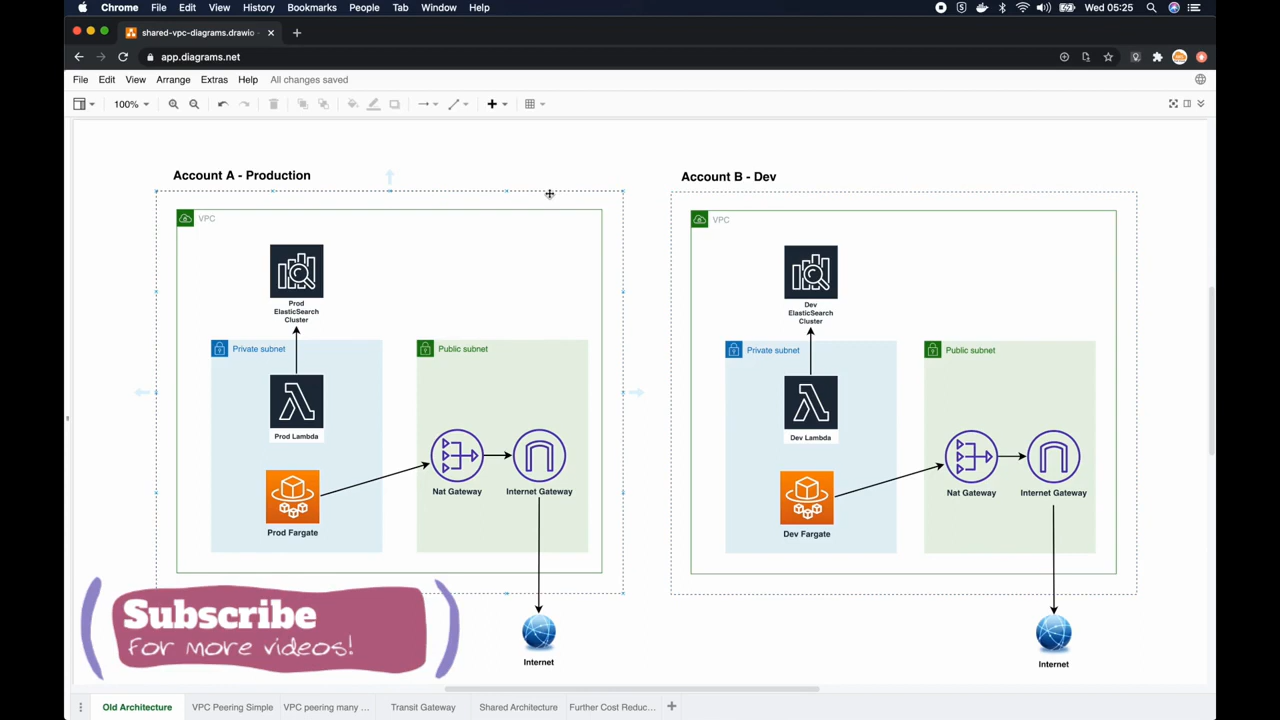 Chrome File Edit View History Bookmarks People Tab Window Help
Wed 05:25
shared-vpc-diagrams.drawio
app.diagrams.net
File Edit View Arrange Extras Help All changes saved
100%
Account A - Production
VPC
Prod
ElasticSearch
Cluster
Private subnet
Public subnet
Prod Lambda
Nat Gateway
Internet Gateway
Prod Fargate
Internet
Account B - Dev
VPC
Dev
ElasticSearch
Cluster
Private subnet
Public subnet
Dev Lambda
Nat Gateway
Internet Gateway
Dev Fargate
Internet
Subscribe
For more videos!
Old Architecture
VPC Peering Simple
VPC peering many ...
Transit Gateway
Shared Architecture
Further Cost Reduc...